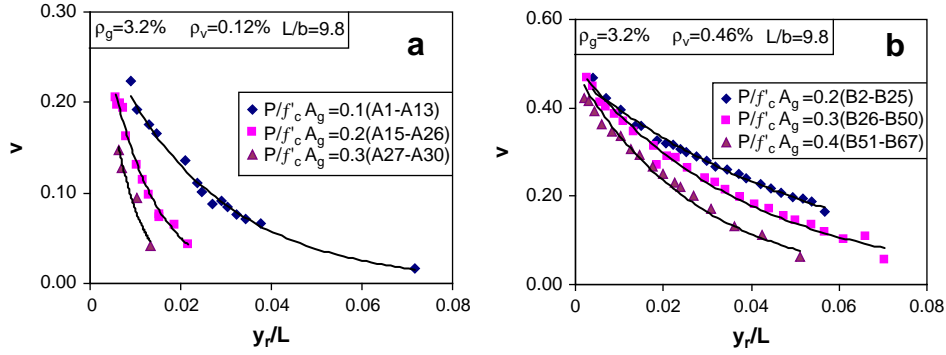 ρg=3.2% ρv=0.12% L/b=9.8
a
P/f'c Ag=0.1(A1-A13)
P/f'c Ag=0.2(A15-A26)
P/f'c Ag=0.3(A27-A30)
v
0.30
0.20
0.10
0.00
0 0.02 0.04 0.06 0.08
yr/L
ρg=3.2% ρv=0.46% L/b=9.8
b
P/f'c Ag=0.2(B2-B25)
P/f'c Ag=0.3(B26-B50)
P/f'c Ag=0.4(B51-B67)
v
0.60
0.40
0.20
0.00
0 0.02 0.04 0.06 0.08
yr/L